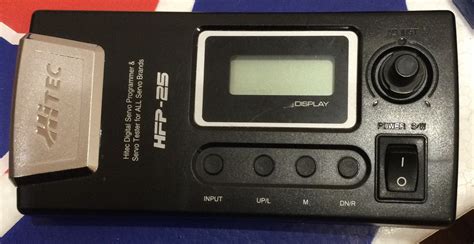 HiTEC
Hitec Digital Servo Programmer &
Servo Tester for ALL Servo Brands
HFP-25
DISPLAY
INPUT
UP/L
M
DN/R
POWER S/W
I
O